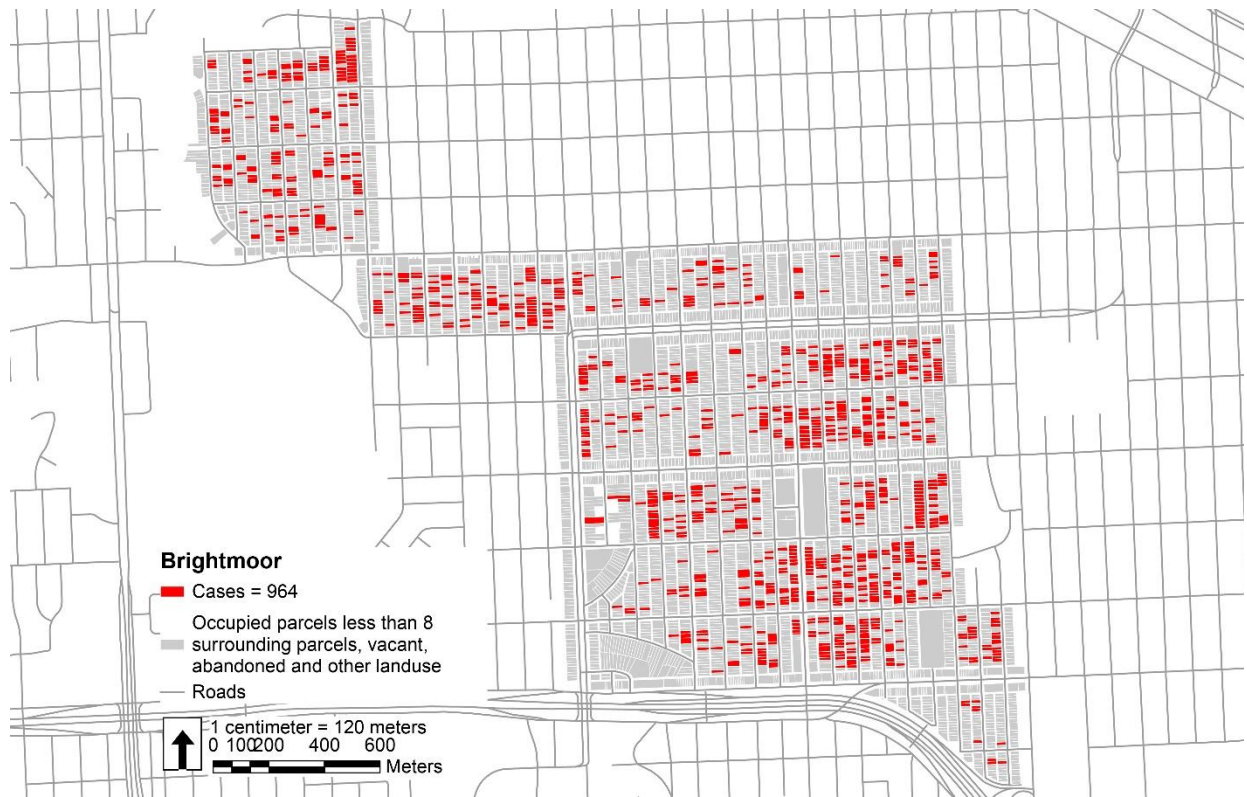 Brightmoor
Cases = 964
Occupied parcels less than 8
surrounding parcels, vacant,
abandoned and other landuse
Roads
1 centimeter = 120 meters
0 100200 400 600
Meters